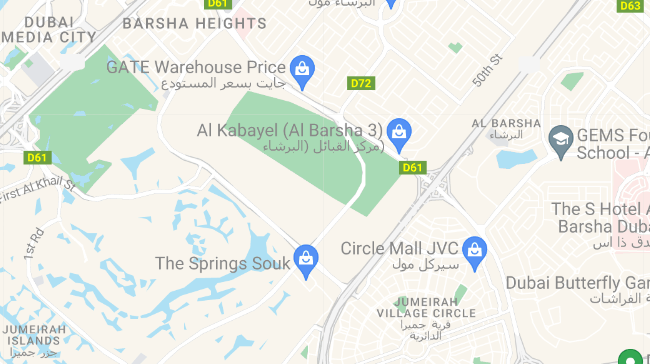 D61
D63
البرشاء مول
DUBAI
MEDIA CITY
BARSHA HEIGHTS
GATE Warehouse Price
جايت بسعر المستودع
D72
50th St
Al Kabayel (Al Barsha 3)
مركز القبائل (البرشاء)
AL BARSHA
البرشاء
GEMS Fou
School - A
D61
D61
First Al Khail St
1st Rd
The S Hotel A
Barsha Duba
دق ذا اس
The Springs Souk
Circle Mall JVC
سيركل مول
Dubai Butterfly Gar
ة الفراشات
JUMEIRAH
VILLAGE CIRCLE
قرية جميرا
الدائرية
JUMEIRAH
ISLANDS
جزر جميرا